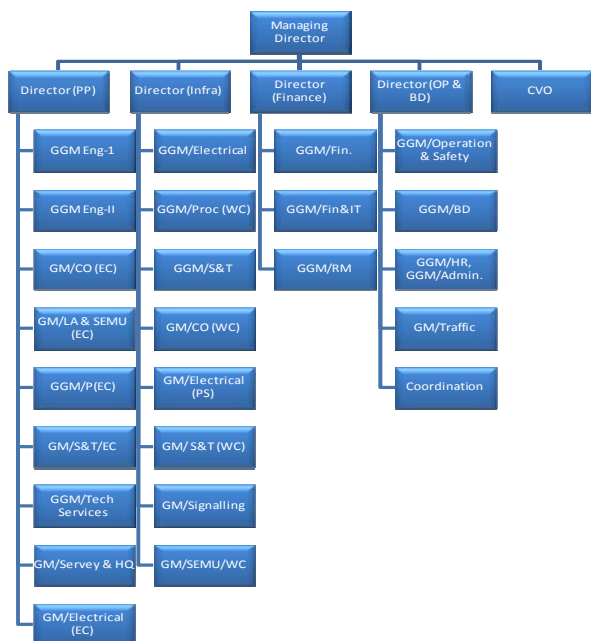 Managing
Director
Director(PP)
Director(Infra)
Director
(Finance)
Director(OP &
BD)
CVO
GGM Eng-1
GGM Eng-II
GM/CO (EC)
GM/LA & SEMU
(EC)
GGM/P(EC)
GM/S&T/EC
GGM/Tech
Services
GM/Servey & HQ
GM/Electrical
(EC)
GGM/Electrical
GGM/Proc (WC)
GGM/S&T
GM/CO (WC)
GM/Electrical
(PS)
GM/ S&T (WC)
GM/Signalling
GM/SEMU/WC
GGM/Fin.
GGM/Fin&IT
GGM/RM
GGM/Operation
& Safety
GGM/BD
GGM/HR,
GGM/Admin.
GM/Traffic
Coordination